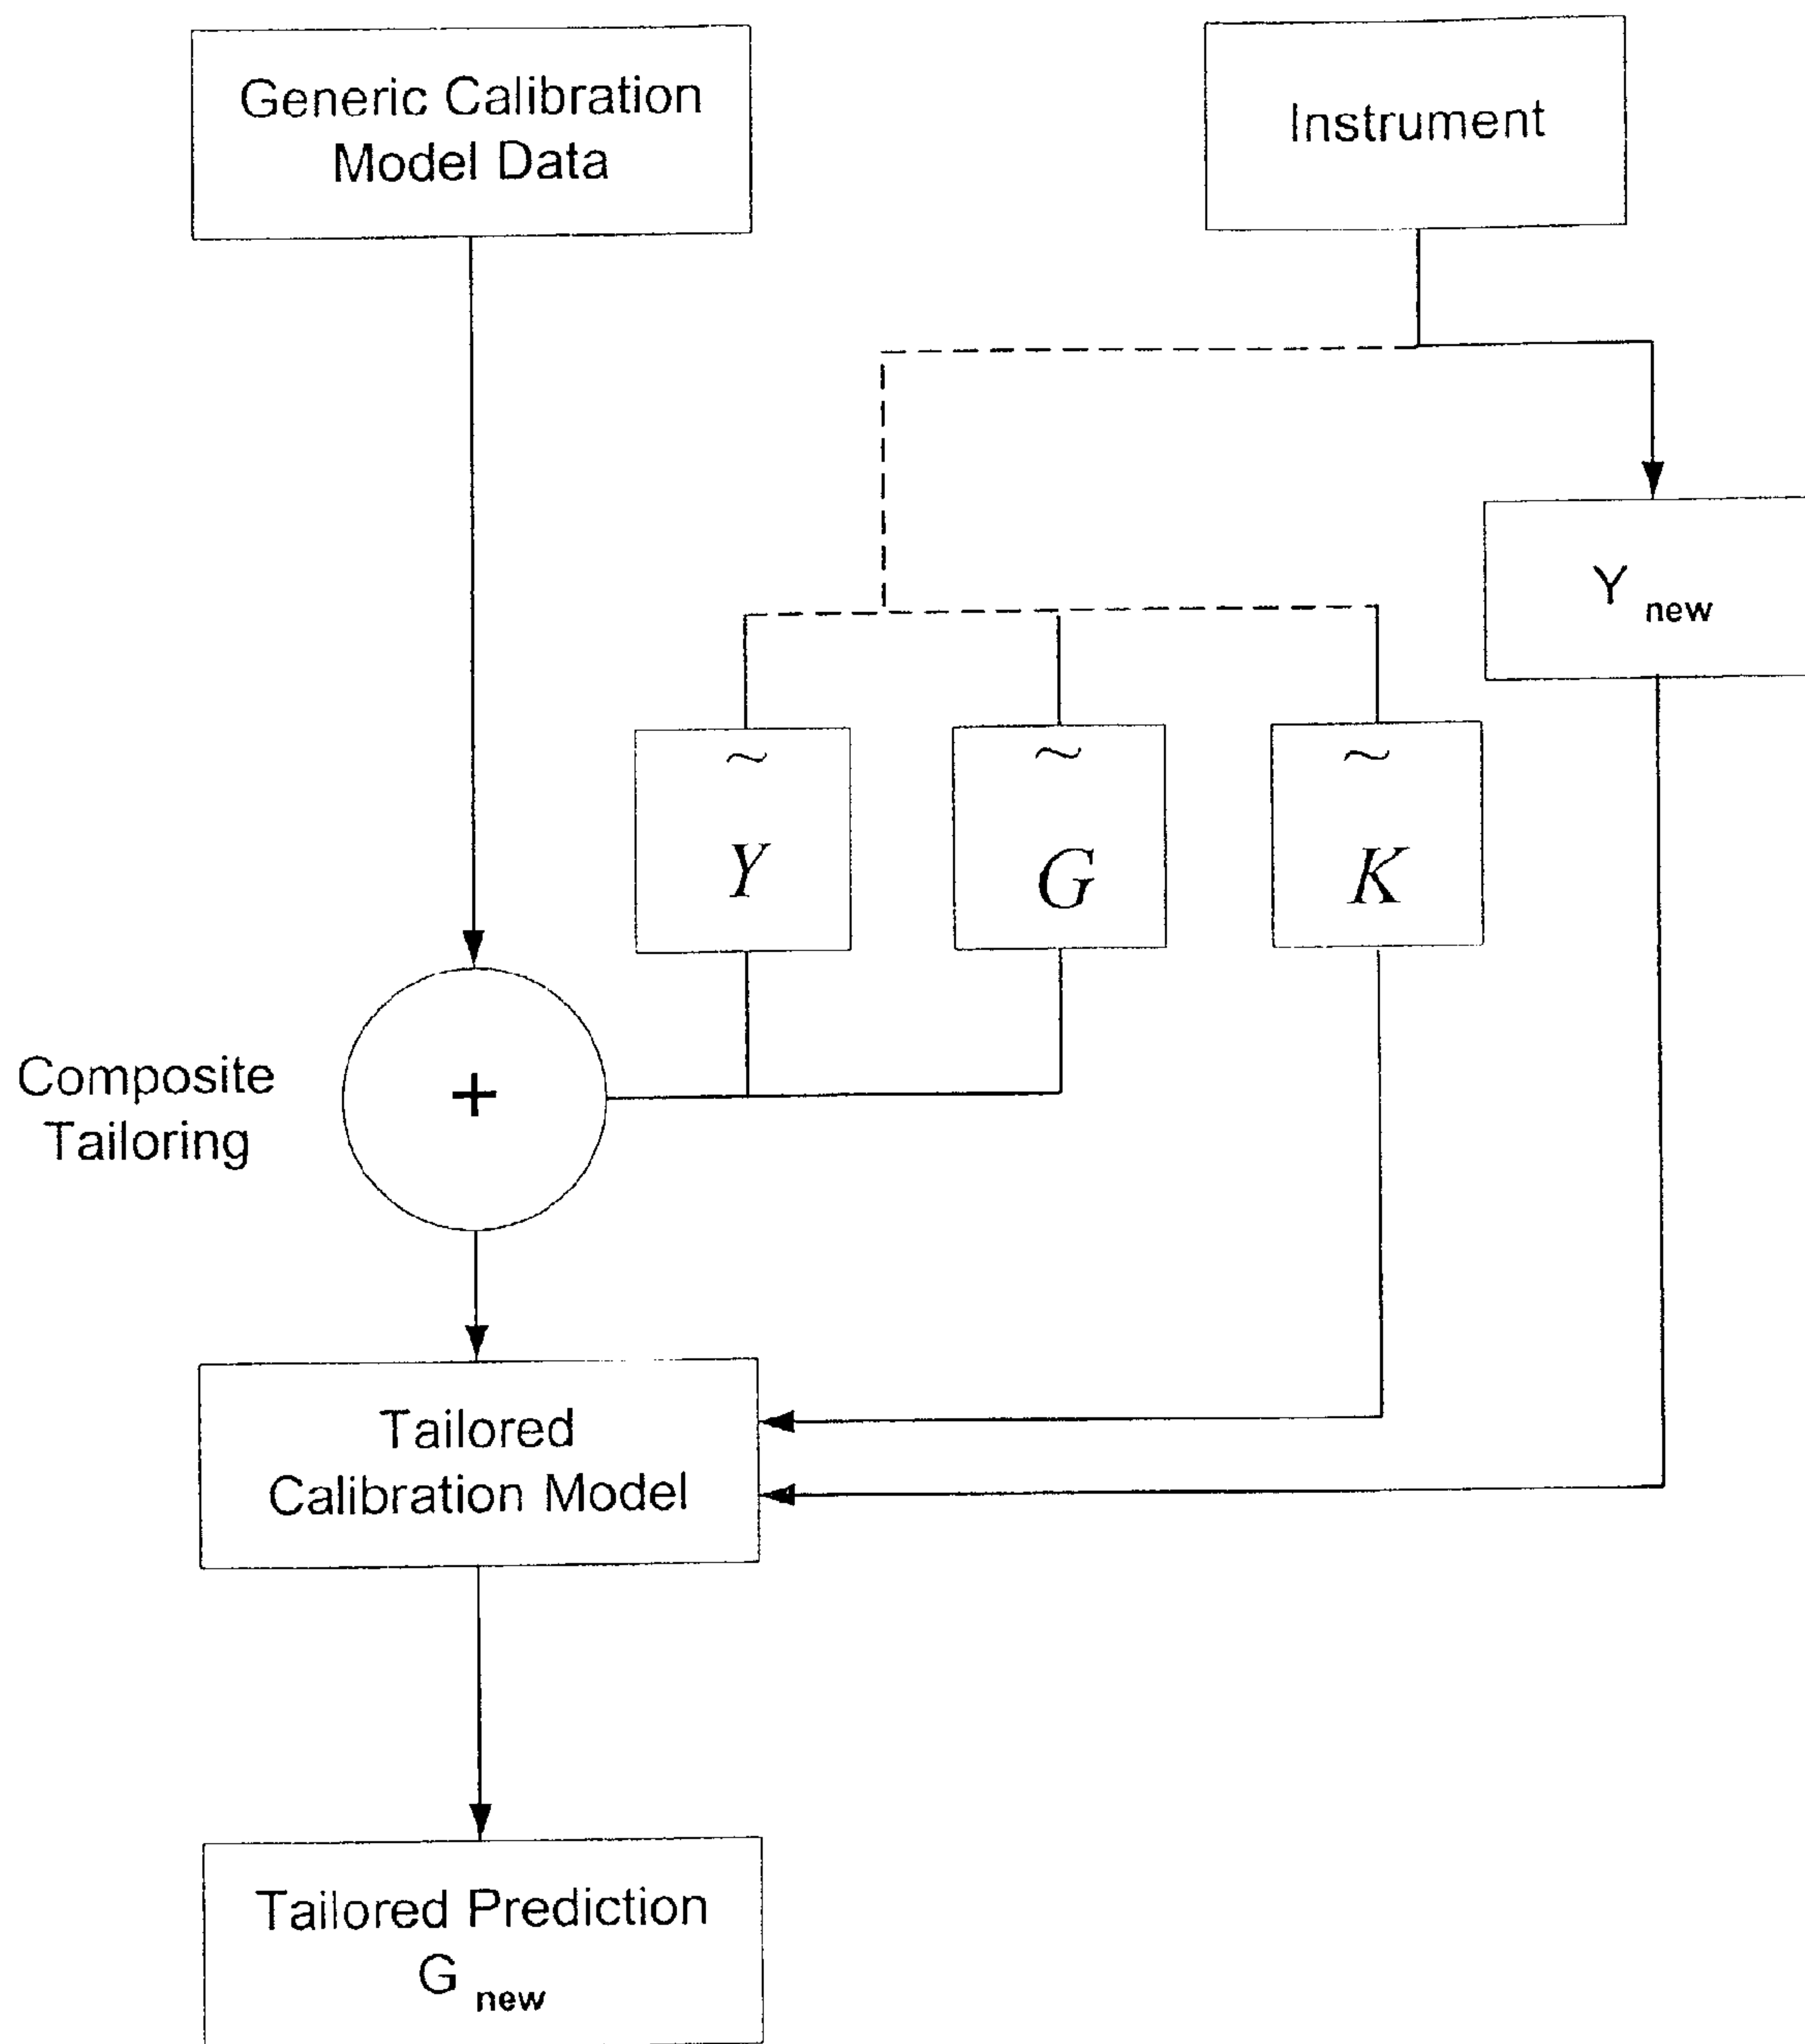 Generic Calibration
Model Data
Instrument
Y new
~ ~ ~
Y G K
Composite
Tailoring
+
Tailored
Calibration Model
Tailored Prediction
G new